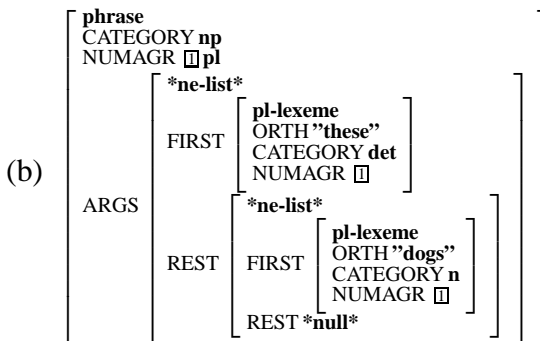 phrase
CATEGORY np
NUMAGR 1 pl
*ne-list*
pl-lexeme
ORTH ”these”
FIRST
CATEGORY det
NUMAGR 1
(b)
ARGS
*ne-list*
pl-lexeme
ORTH ”dogs”
REST FIRST
CATEGORY n
NUMAGR 1
REST *null*